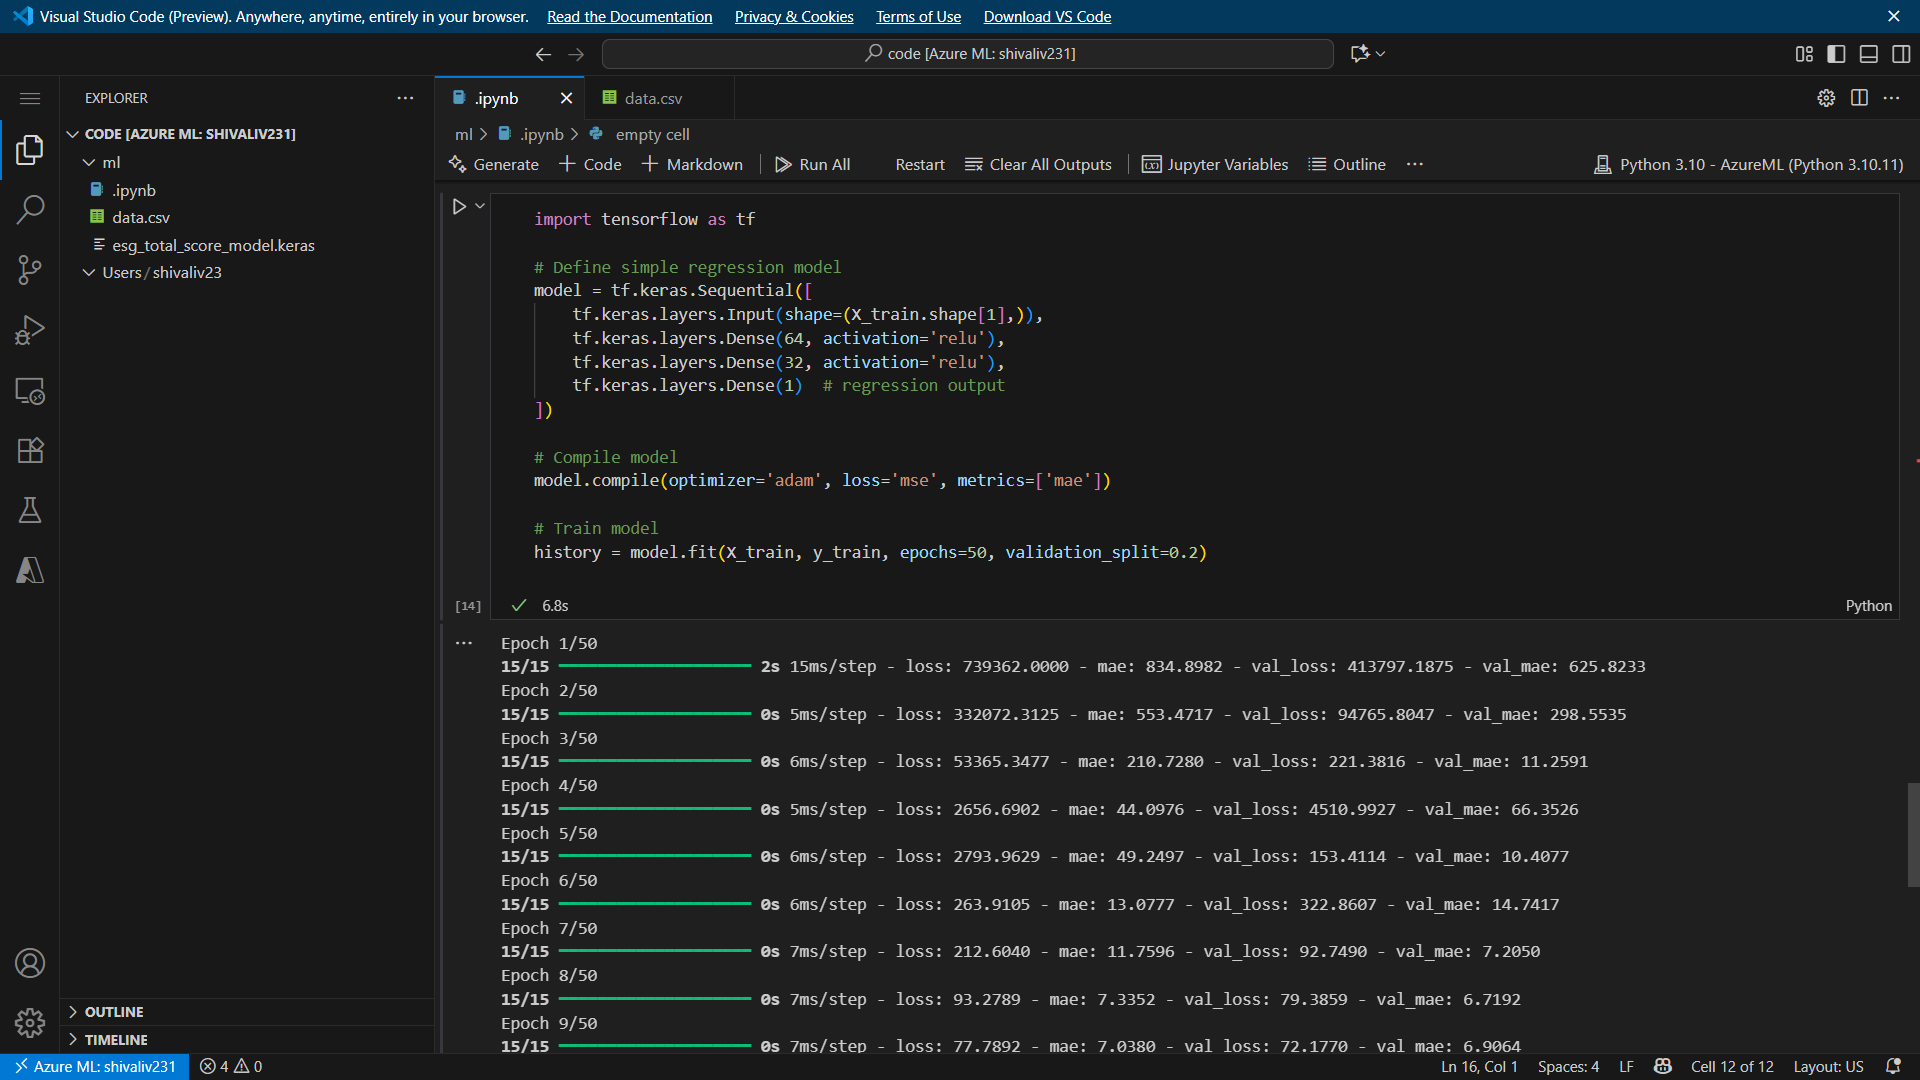 Visual Studio Code (Preview). Anywhere, anytime, entirely in your browser. Read the Documentation Privacy & Cookies Terms of Use Download VS Code
code [Azure ML: shivaliv231]
EXPLORER
CODE [AZURE ML: SHIVALIV231]
ml
.ipynb
data.csv
esg_total_score_model.keras
Users / shivaliv23
OUTLINE
TIMELINE
.ipynb data.csv
ml > .ipynb > empty cell
Generate + Code + Markdown Run All Restart Clear All Outputs Jupyter Variables Outline ... Python 3.10 - AzureML (Python 3.10.11)
import tensorflow as tf
# Define simple regression model
model = tf.keras.Sequential([
    tf.keras.layers.Input(shape=(X_train.shape[1],)),
    tf.keras.layers.Dense(64, activation='relu'),
    tf.keras.layers.Dense(32, activation='relu'),
    tf.keras.layers.Dense(1)  # regression output
])
# Compile model
model.compile(optimizer='adam', loss='mse', metrics=['mae'])
# Train model
history = model.fit(X_train, y_train, epochs=50, validation_split=0.2)
[14] 6.8s Python
Epoch 1/50
15/15 2s 15ms/step - loss: 739362.0000 - mae: 834.8982 - val_loss: 413797.1875 - val_mae: 625.8233
Epoch 2/50
15/15 0s 5ms/step - loss: 332072.3125 - mae: 553.4717 - val_loss: 94765.8047 - val_mae: 298.5535
Epoch 3/50
15/15 0s 6ms/step - loss: 53365.3477 - mae: 210.7280 - val_loss: 221.3816 - val_mae: 11.2591
Epoch 4/50
15/15 0s 5ms/step - loss: 2656.6902 - mae: 44.0976 - val_loss: 4510.9927 - val_mae: 66.3526
Epoch 5/50
15/15 0s 6ms/step - loss: 2793.9629 - mae: 49.2497 - val_loss: 153.4114 - val_mae: 10.4077
Epoch 6/50
15/15 0s 6ms/step - loss: 263.9105 - mae: 13.0777 - val_loss: 322.8607 - val_mae: 14.7417
Epoch 7/50
15/15 0s 7ms/step - loss: 212.6040 - mae: 11.7596 - val_loss: 92.7490 - val_mae: 7.2050
Epoch 8/50
15/15 0s 7ms/step - loss: 93.2789 - mae: 7.3352 - val_loss: 79.3859 - val_mae: 6.7192
Epoch 9/50
15/15 0s 7ms/step - loss: 77.7892 - mae: 7.0380 - val_loss: 72.1770 - val_mae: 6.9064
Azure ML: shivaliv231 4 0 Ln 16, Col 1 Spaces: 4 LF Cell 12 of 12 Layout: US